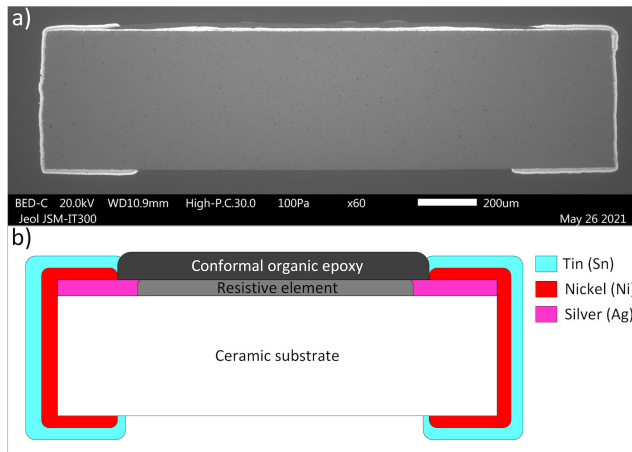 a)
BED-C 20.0kV WD10.9mm High-P.C.30.0 100Pa x60 200um
Jeol JSM-IT300 May 26 2021
b)
Conformal organic epoxy
Resistive element
Ceramic substrate
Tin (Sn)
Nickel (Ni)
Silver (Ag)